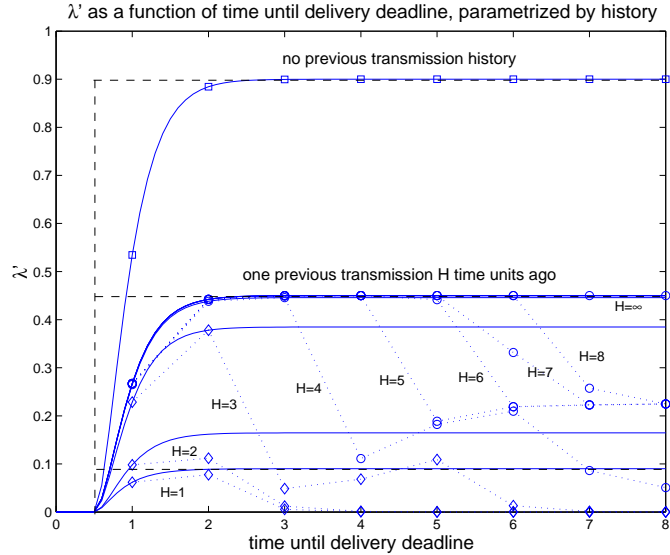 λ' as a function of time until delivery deadline, parametrized by history
1
no previous transmission history
0.9
0.8
0.7
0.6
0.5
one previous transmission H time units ago
H=∞
0.4
H=8
H=7
H=6
H=5
H=4
0.3
H=3
0.2
H=2
0.1
H=1
0
λ'
0 1 2 3 4 5 6 7 8
time until delivery deadline